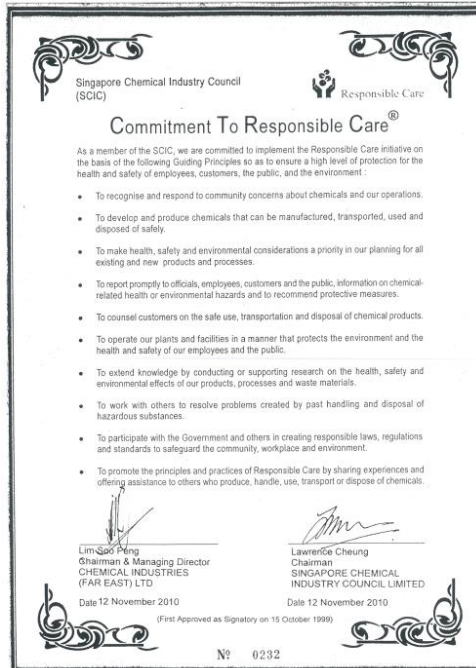 Singapore Chemical Industry Council
(SCIC)
Responsible Care
Commitment To Responsible Care®
As a member of the SCIC, we are committed to implement the Responsible Care initiative on
the basis of the following Guiding Principles so as to ensure a high level of protection for the
health and safety of employees, customers, the public, and the environment :
• To recognise and respond to community concerns about chemicals and our operations.
• To develop and produce chemicals that can be manufactured, transported, used and
disposed of safely.
• To make health, safety and environmental considerations a priority in our planning for all
existing and new products and processes.
• To report promptly to officials, employees, customers and the public, information on chemical-
related health or environmental hazards and to recommend protective measures.
• To counsel customers on the safe use, transportation and disposal of chemical products.
• To operate our plants and facilities in a manner that protects the environment and the
health and safety of our employees and the public.
• To extend knowledge by conducting or supporting research on the health, safety and
environmental effects of our products, processes and waste materials.
• To work with others to resolve problems created by past handling and disposal of
hazardous substances.
• To participate with the Government and others in creating responsible laws, regulations
and standards to safeguard the community, workplace and environment.
• To promote the principles and practices of Responsible Care by sharing experiences and
offering assistance to others who produce, handle, use, transport or dispose of chemicals.
Lim Soo Peng
Chairman & Managing Director
CHEMICAL INDUSTRIES
(FAR EAST) LTD
Date 12 November 2010
Lawrence Cheung
Chairman
SINGAPORE CHEMICAL
INDUSTRY COUNCIL LIMITED
Date 12 November 2010
(First Approved as Signatory on 15 October 1999)
Nº 0232